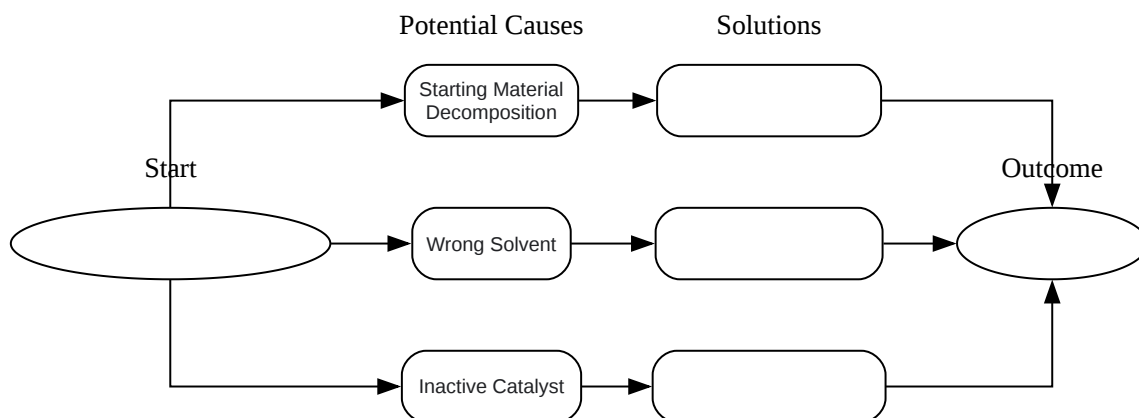 Potential Causes
Solutions
Starting Material
Decomposition
Start
Outcome
Wrong Solvent
Inactive Catalyst